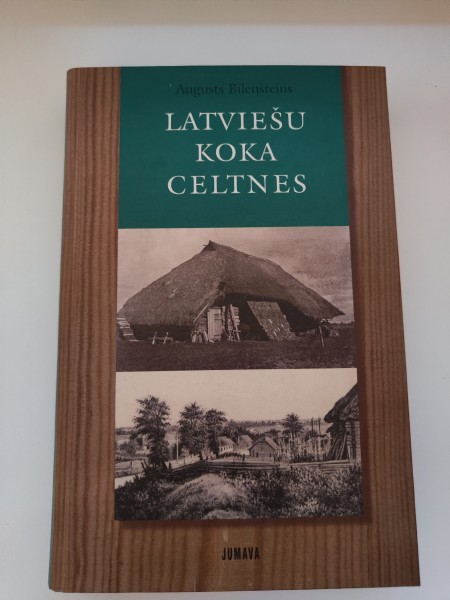 Augusts Bīlenšteins
LATVIEŠU
KOKA
CELTNES
JUMAVA